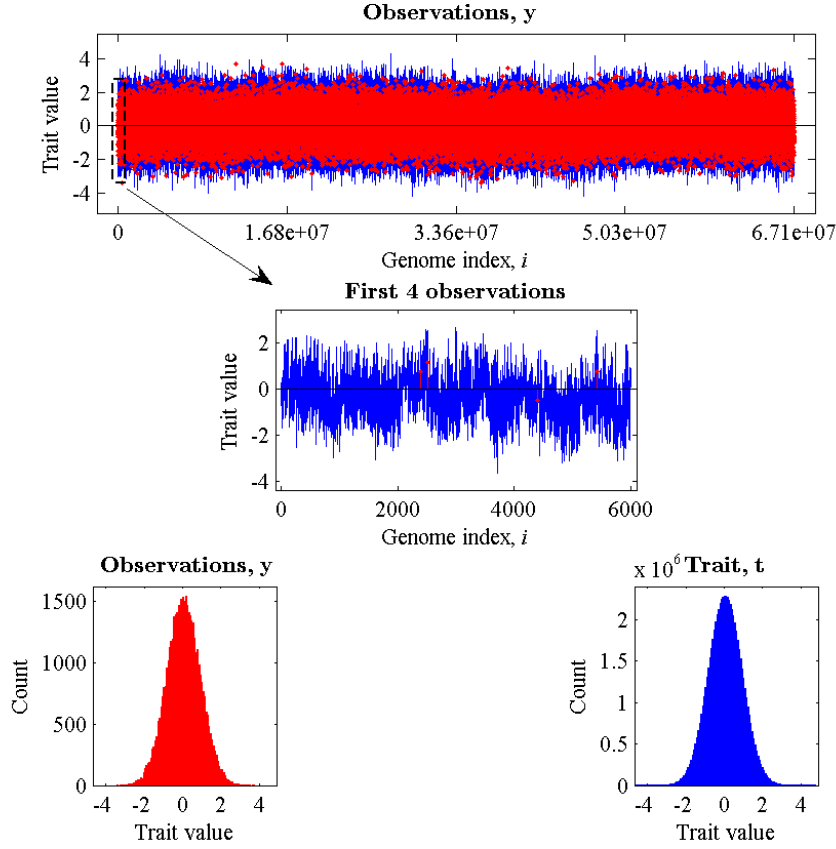 Observations, y
Trait value
4
2
0
-2
-4
0 1.68e+07 3.36e+07 5.03e+07 6.71e+07
Genome index, i
First 4 observations
Trait value
2
0
-2
-4
0 2000 4000 6000
Genome index, i
Observations, y
Count
1500
1000
500
0
-4 -2 0 2 4
Trait value
x 10^6 Trait, t
Count
2
1.5
1
0.5
0
-4 -2 0 2 4
Trait value